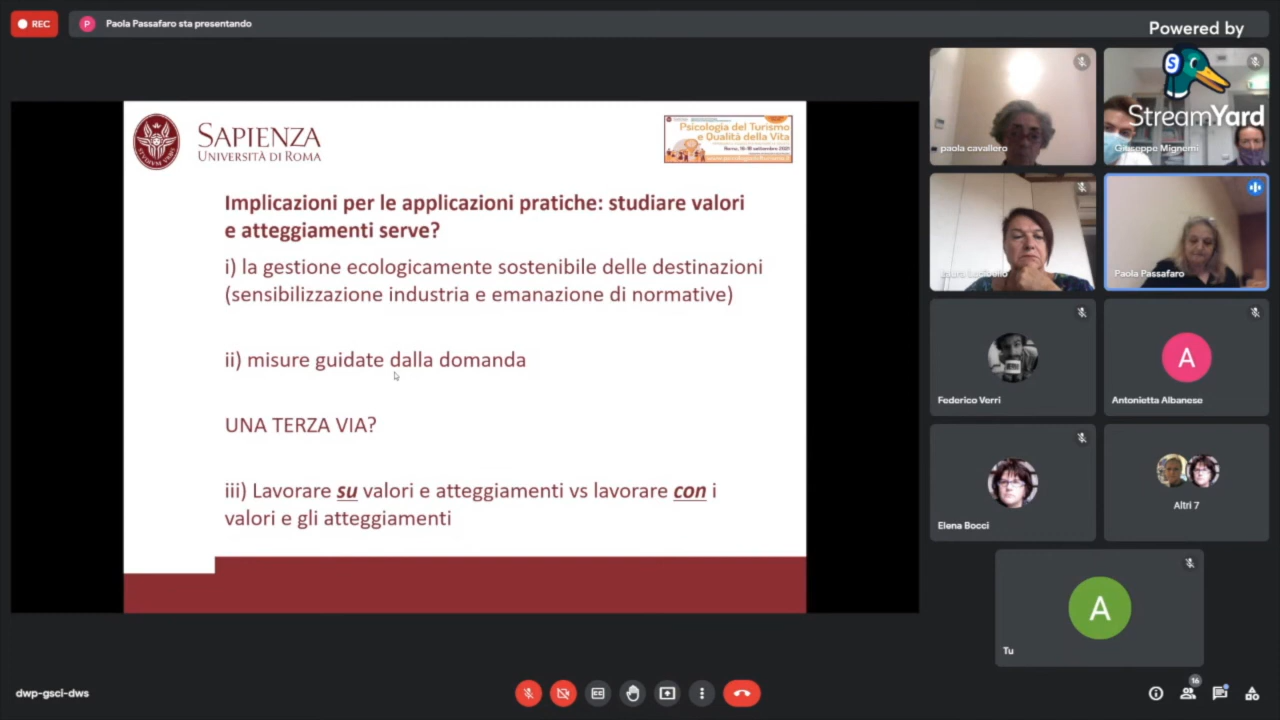 REC
P
Paola Passafaro sta presentando
Powered by
StreamYard
SAPIENZA
UNIVERSITÀ DI ROMA
Psicologia del Turismo
e Qualità della Vita
Implicazioni per le applicazioni pratiche: studiare valori
e atteggiamenti serve?
i) la gestione ecologicamente sostenibile delle destinazioni
(sensibilizzazione industria e emanazione di normative)
ii) misure guidate dalla domanda
UNA TERZA VIA?
iii) Lavorare su valori e atteggiamenti vs lavorare con i
valori e gli atteggiamenti
paola cavallero
Giuseppe Mignemi
Paola Passafaro
Federico Verri
A
Antonietta Albanese
Elena Bocci
Altri 7
A
Tu
dwp-gsci-dws
16